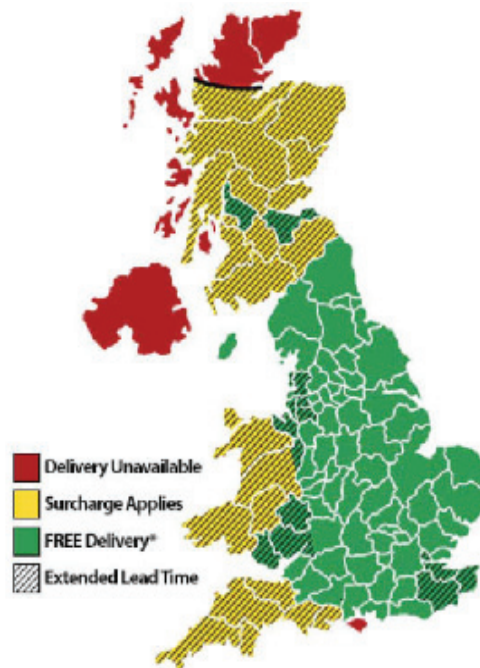 Delivery Unavailable
Surcharge Applies
FREE Delivery*
Extended Lead Time